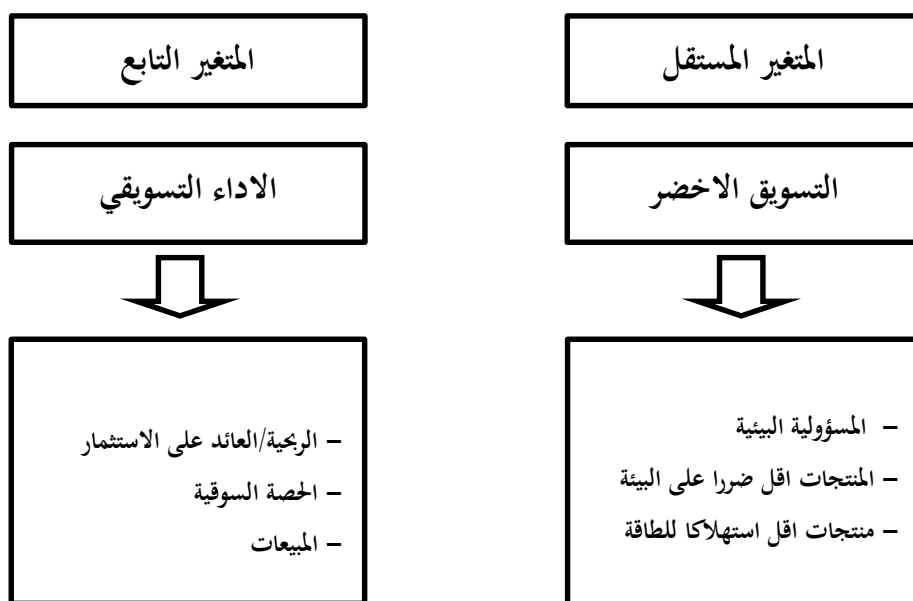 المتغير المستقل
المتغير التابع
التسويق الاخضر
الاداء التسويقي
– المسؤولية البيئية
– المنتجات اقل ضررا على البيئة
– منتجات اقل استهلاكا للطاقة
– الربحية/العائد على الاستثمار
– الحصة السوقية
– المبيعات